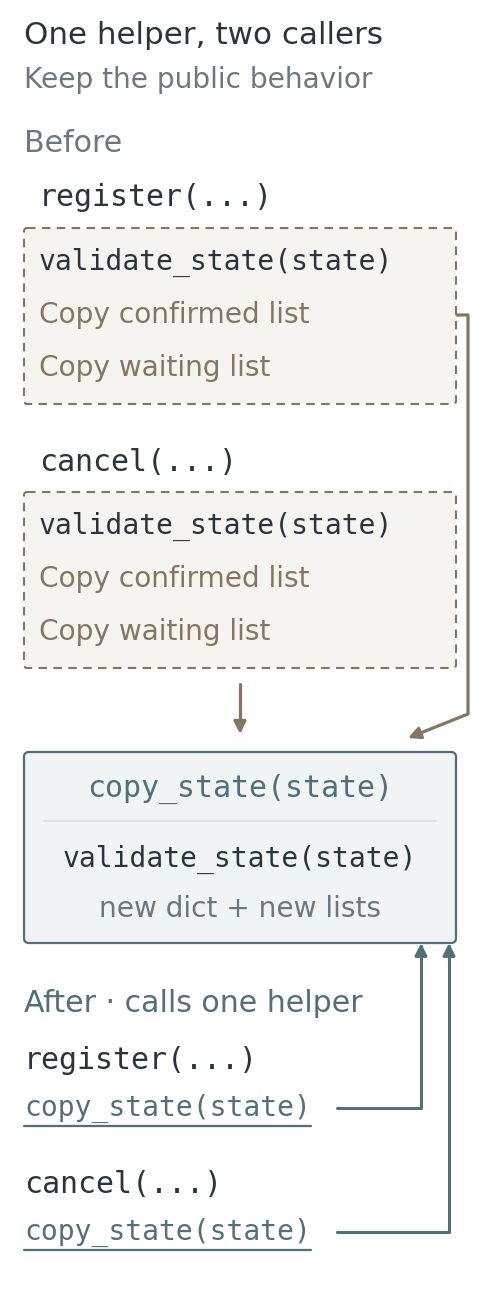 One helper, two callers
Keep the public behavior
Before
register(...)
validate_state(state)
Copy confirmed list
Copy waiting list
cancel(...)
validate_state(state)
Copy confirmed list
Copy waiting list
copy_state(state)
validate_state(state)
new dict + new lists
After · calls one helper
register(...)
copy_state(state)
cancel(...)
copy_state(state)